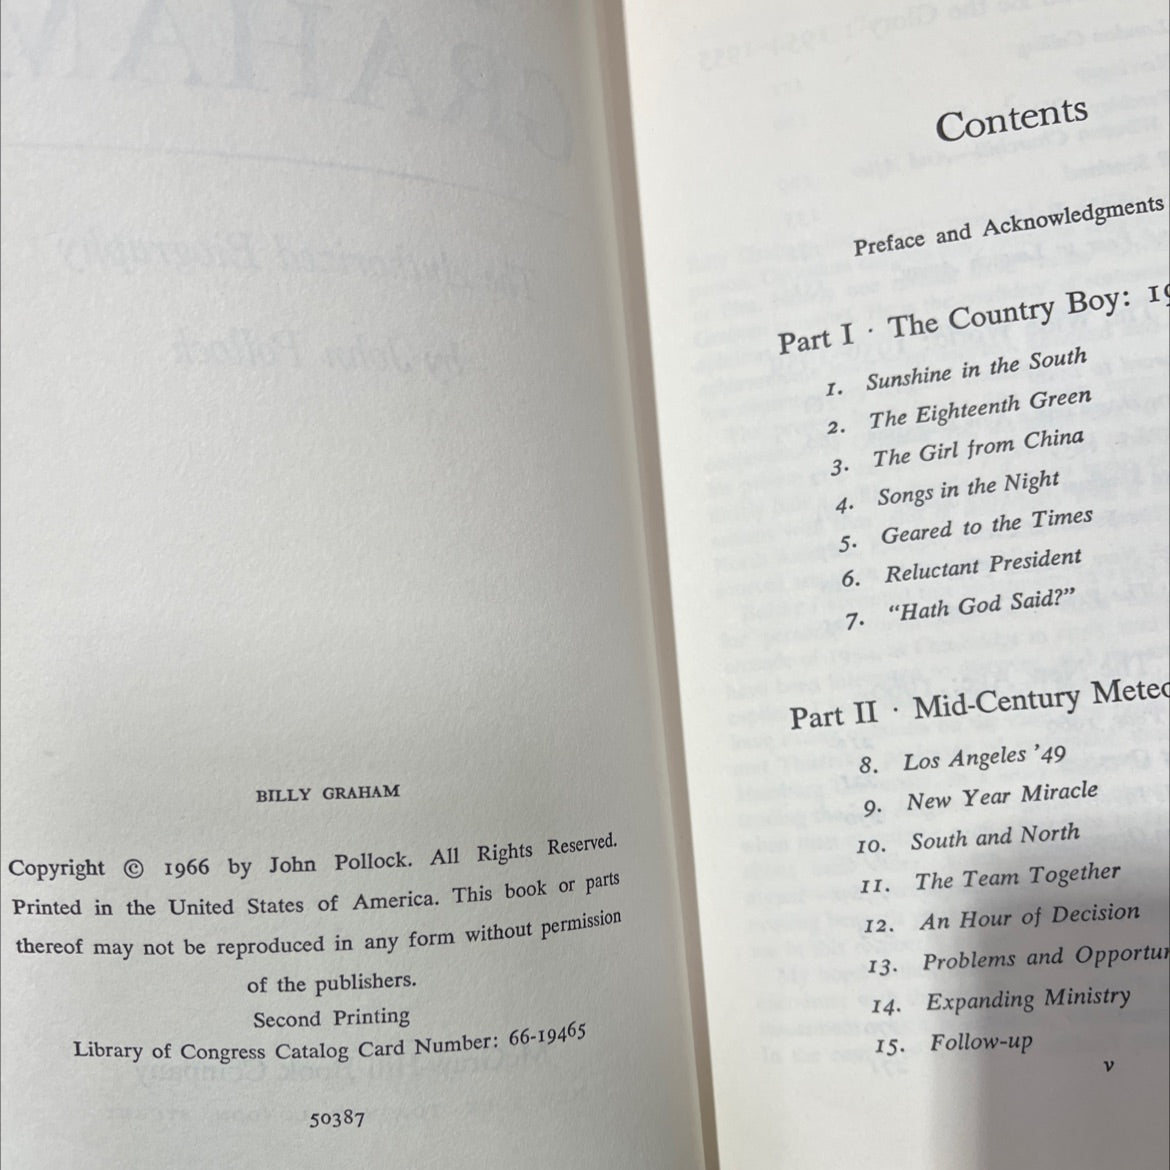 BILLY GRAHAM
Copyright © 1966 by John Pollock. All Rights Reserved.
Printed in the United States of America. This book or parts
thereof may not be reproduced in any form without permission
of the publishers.
Second Printing
Library of Congress Catalog Card Number: 66-19465
50387
Contents
Preface and Acknowledgments
Part I · The Country Boy:
1. Sunshine in the South
2. The Eighteenth Green
3. The Girl from China
4. Songs in the Night
5. Geared to the Times
6. Reluctant President
7. “Hath God Said?”
Part II · Mid-Century
8. Los Angeles ’49
9. New Year Miracle
10. South and North
11. The Team Together
12. An Hour of Decision
13. Problems and
14. Expanding Ministry
15. Follow-up
v